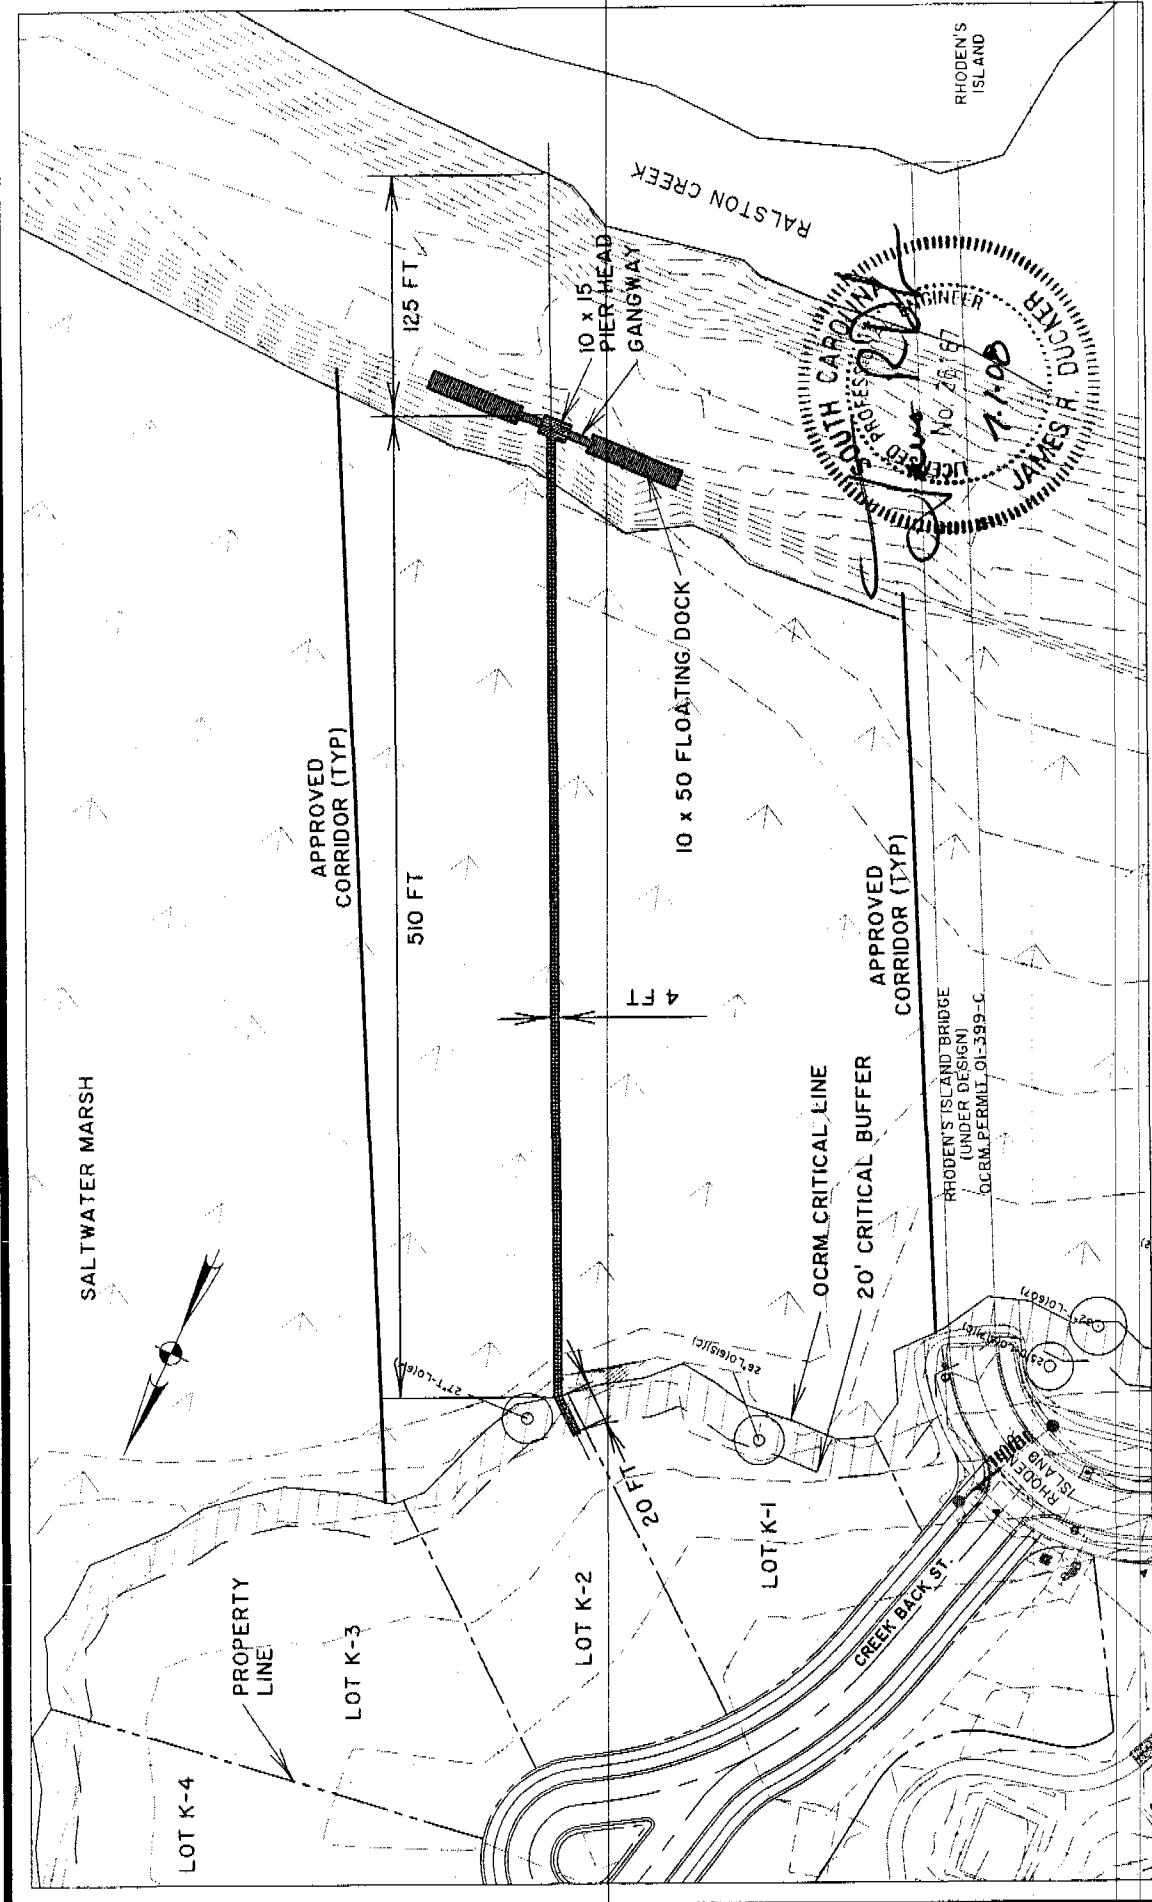 RHODEN'S
ISLAND
RALSTON CREEK
125 FT
10 x 15
PIER HEAD
GANGWAY
SOUTH CAROLINA
PROFESSIONAL ENGINEER
LICENSED
JAMES R. DUCKER
7.1.08
APPROVED
CORRIDOR (TYP)
510 FT
10 x 50 FLOATING DOCK
4 FT
APPROVED
CORRIDOR (TYP)
RHODEN'S ISLAND BRIDGE
(UNDER DESIGN)
OCRM PERMIT 01-399-C
SALTWATER MARSH
OCRM CRITICAL LINE
20' CRITICAL BUFFER
20 FT
LOT K-1
LOT K-2
LOT K-3
LOT K-4
PROPERTY
LINE
CREEK BACK ST.
ISLAND